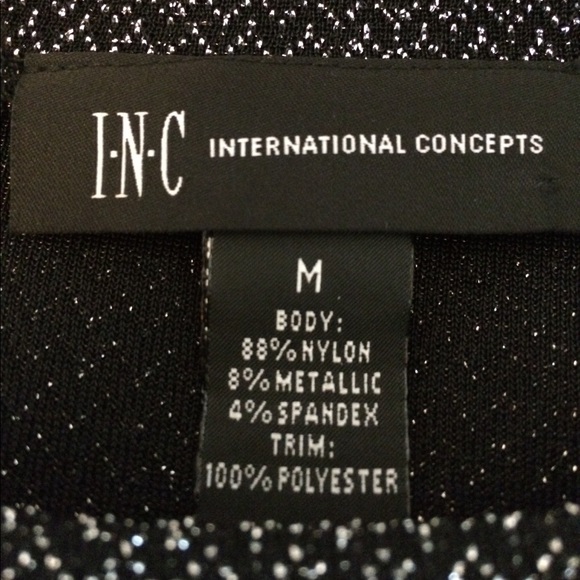 I·N·C INTERNATIONAL CONCEPTS
M
BODY:
88% NYLON
8% METALLIC
4% SPANDEX
TRIM:
100% POLYESTER